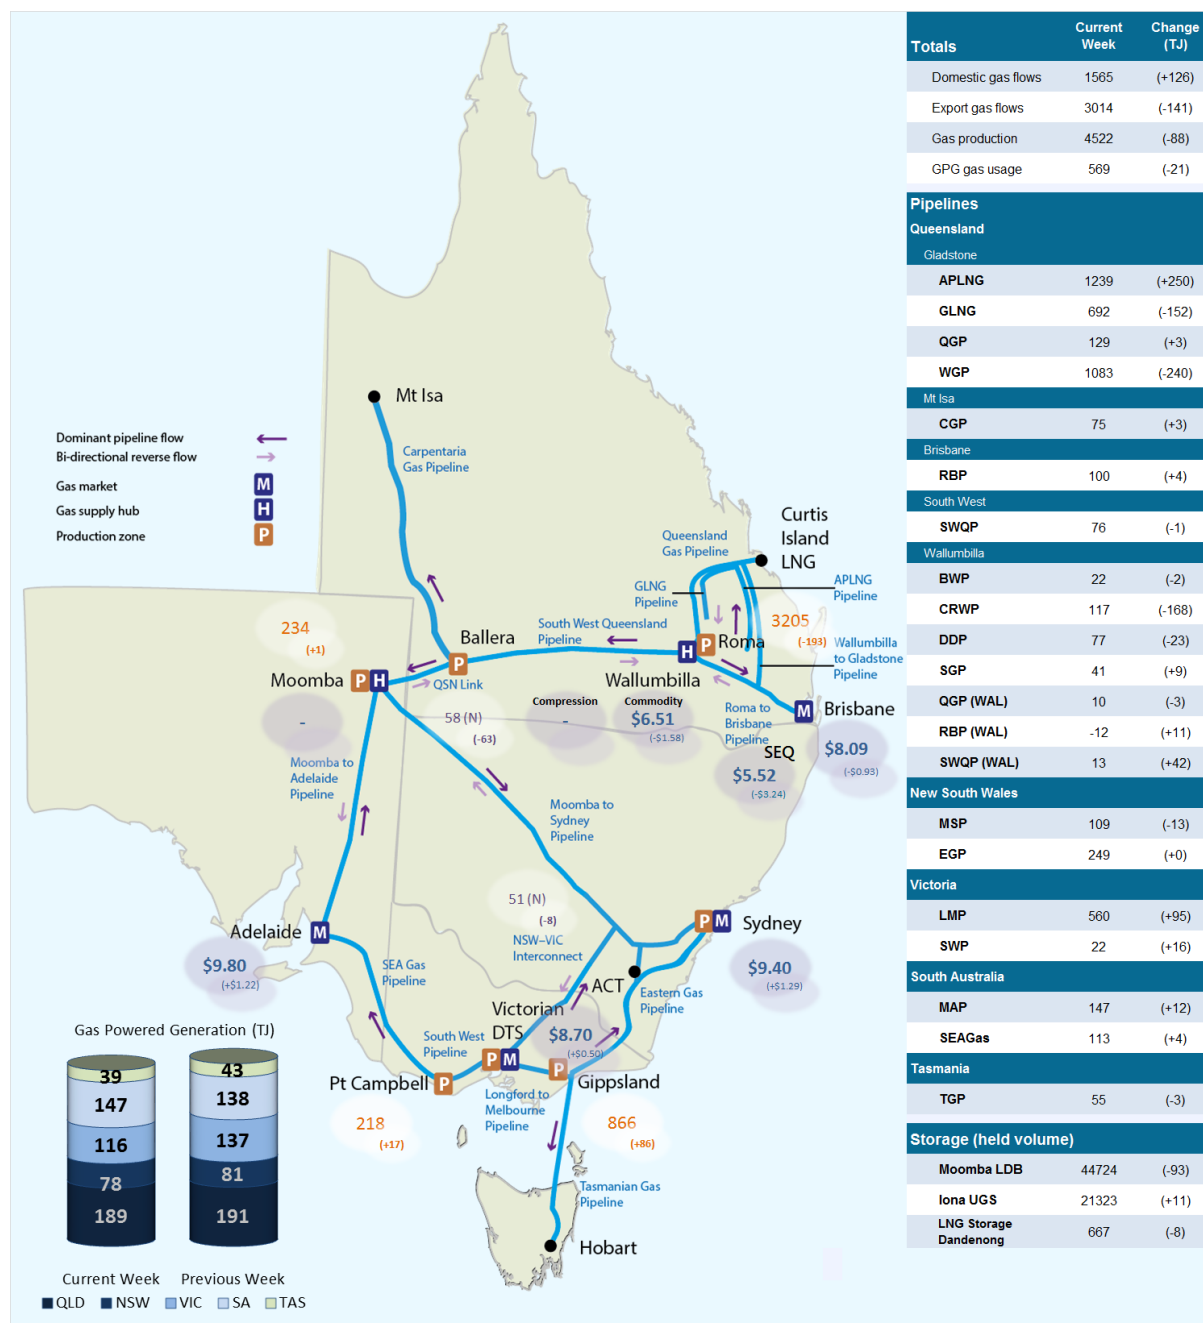 Mt Isa
Dominant pipeline flow
Bi-directional reverse flow
Gas market M
Gas supply hub H
Production zone P
Carpentaria
Gas Pipeline
Curtis
Island
LNG
Queensland
Gas Pipeline
GLNG
Pipeline
APLNG
Pipeline
234
(+1)
3205
(-193)
South West Queensland
Pipeline
Ballera
P
H P Roma
Wallumbilla
to Gladstone
Pipeline
Moomba P H
QSN Link
Wallumbilla
Compression
-
Commodity
$6.51
(-$1.58)
-
58 (N)
(-63)
Roma to
Brisbane
Pipeline
M Brisbane
$8.09
(-$0.93)
SEQ
$5.52
(-$3.24)
Moomba to
Adelaide
Pipeline
Moomba to
Sydney
Pipeline
51 (N)
(-8)
NSW–VIC
Interconnect
P M Sydney
Adelaide M
$9.80
(+$1.22)
$9.40
(+$1.29)
SEA Gas
Pipeline
ACT
Eastern Gas
Pipeline
Victorian
DTS
$8.70
(+$0.50)
South West
Pipeline
P M
P
Pt Campbell P
Gippsland
Longford to
Melbourne
Pipeline
218
(+17)
866
(+86)
Tasmanian Gas
Pipeline
Hobart
Gas Powered Generation (TJ)
39
147
116
78
189
43
138
137
81
191
Current Week Previous Week
QLD NSW VIC SA TAS
Totals Current Week Change (TJ)
Domestic gas flows 1565 (+126)
Export gas flows 3014 (-141)
Gas production 4522 (-88)
GPG gas usage 569 (-21)
Pipelines
Queensland
Gladstone
APLNG 1239 (+250)
GLNG 692 (-152)
QGP 129 (+3)
WGP 1083 (-240)
Mt Isa
CGP 75 (+3)
Brisbane
RBP 100 (+4)
South West
SWQP 76 (-1)
Wallumbilla
BWP 22 (-2)
CRWP 117 (-168)
DDP 77 (-23)
SGP 41 (+9)
QGP (WAL) 10 (-3)
RBP (WAL) -12 (+11)
SWQP (WAL) 13 (+42)
New South Wales
MSP 109 (-13)
EGP 249 (+0)
Victoria
LMP 560 (+95)
SWP 22 (+16)
South Australia
MAP 147 (+12)
SEAGas 113 (+4)
Tasmania
TGP 55 (-3)
Storage (held volume)
Moomba LDB 44724 (-93)
Iona UGS 21323 (+11)
LNG Storage
Dandenong 667 (-8)